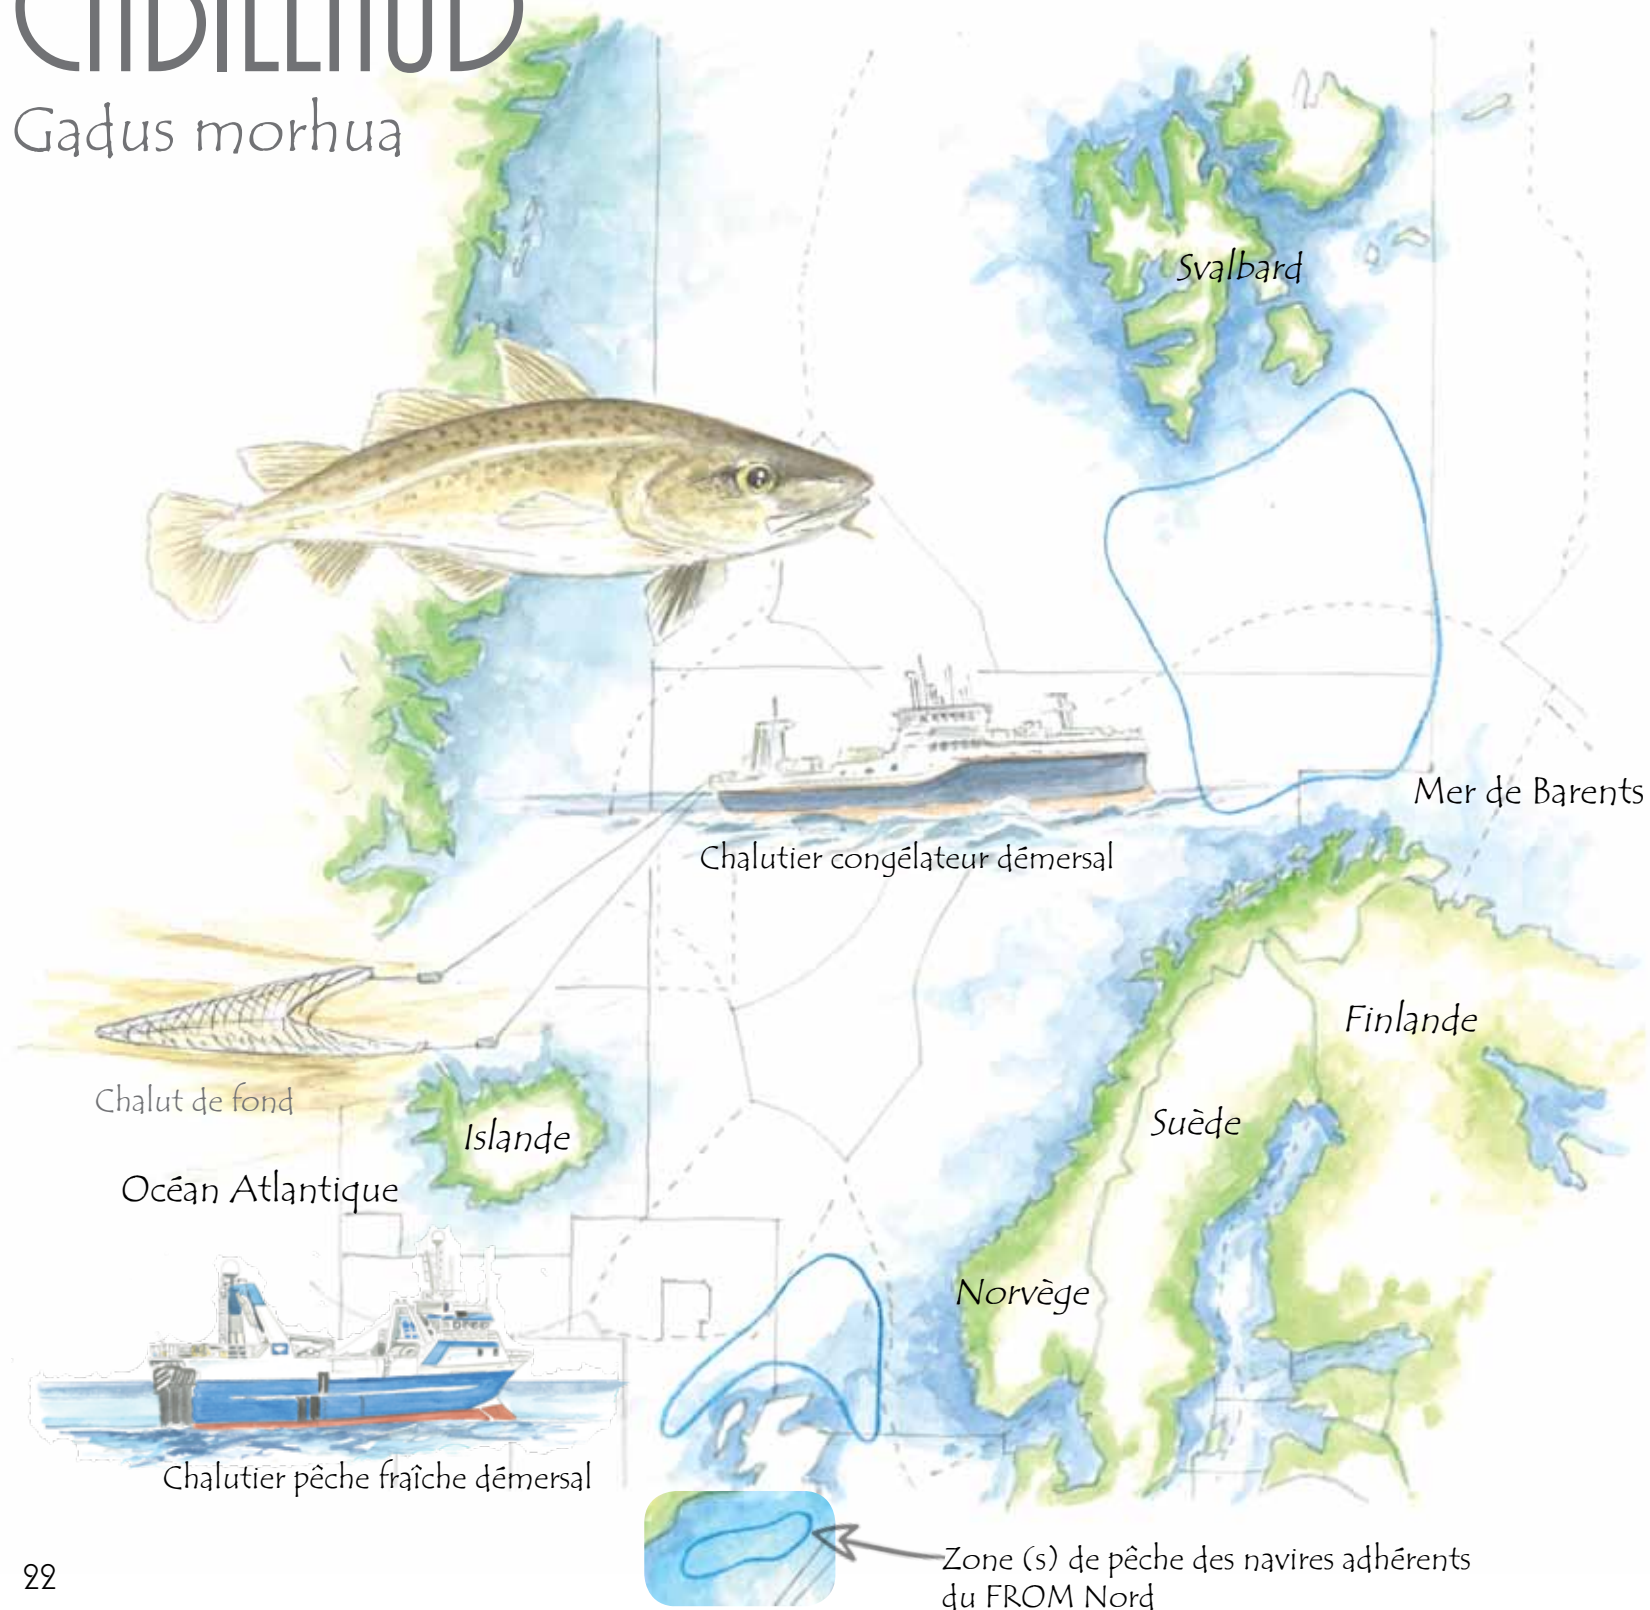 CABILLAUD
Gadus morhua
Svalbard
Mer de Barents
Chalutier congélateur démersal
Finlande
Chalut de fond
Suède
Islande
Océan Atlantique
Norvège
Chalutier pêche fraîche démersal
Zone (s) de pêche des navires adhérents
du FROM Nord
22